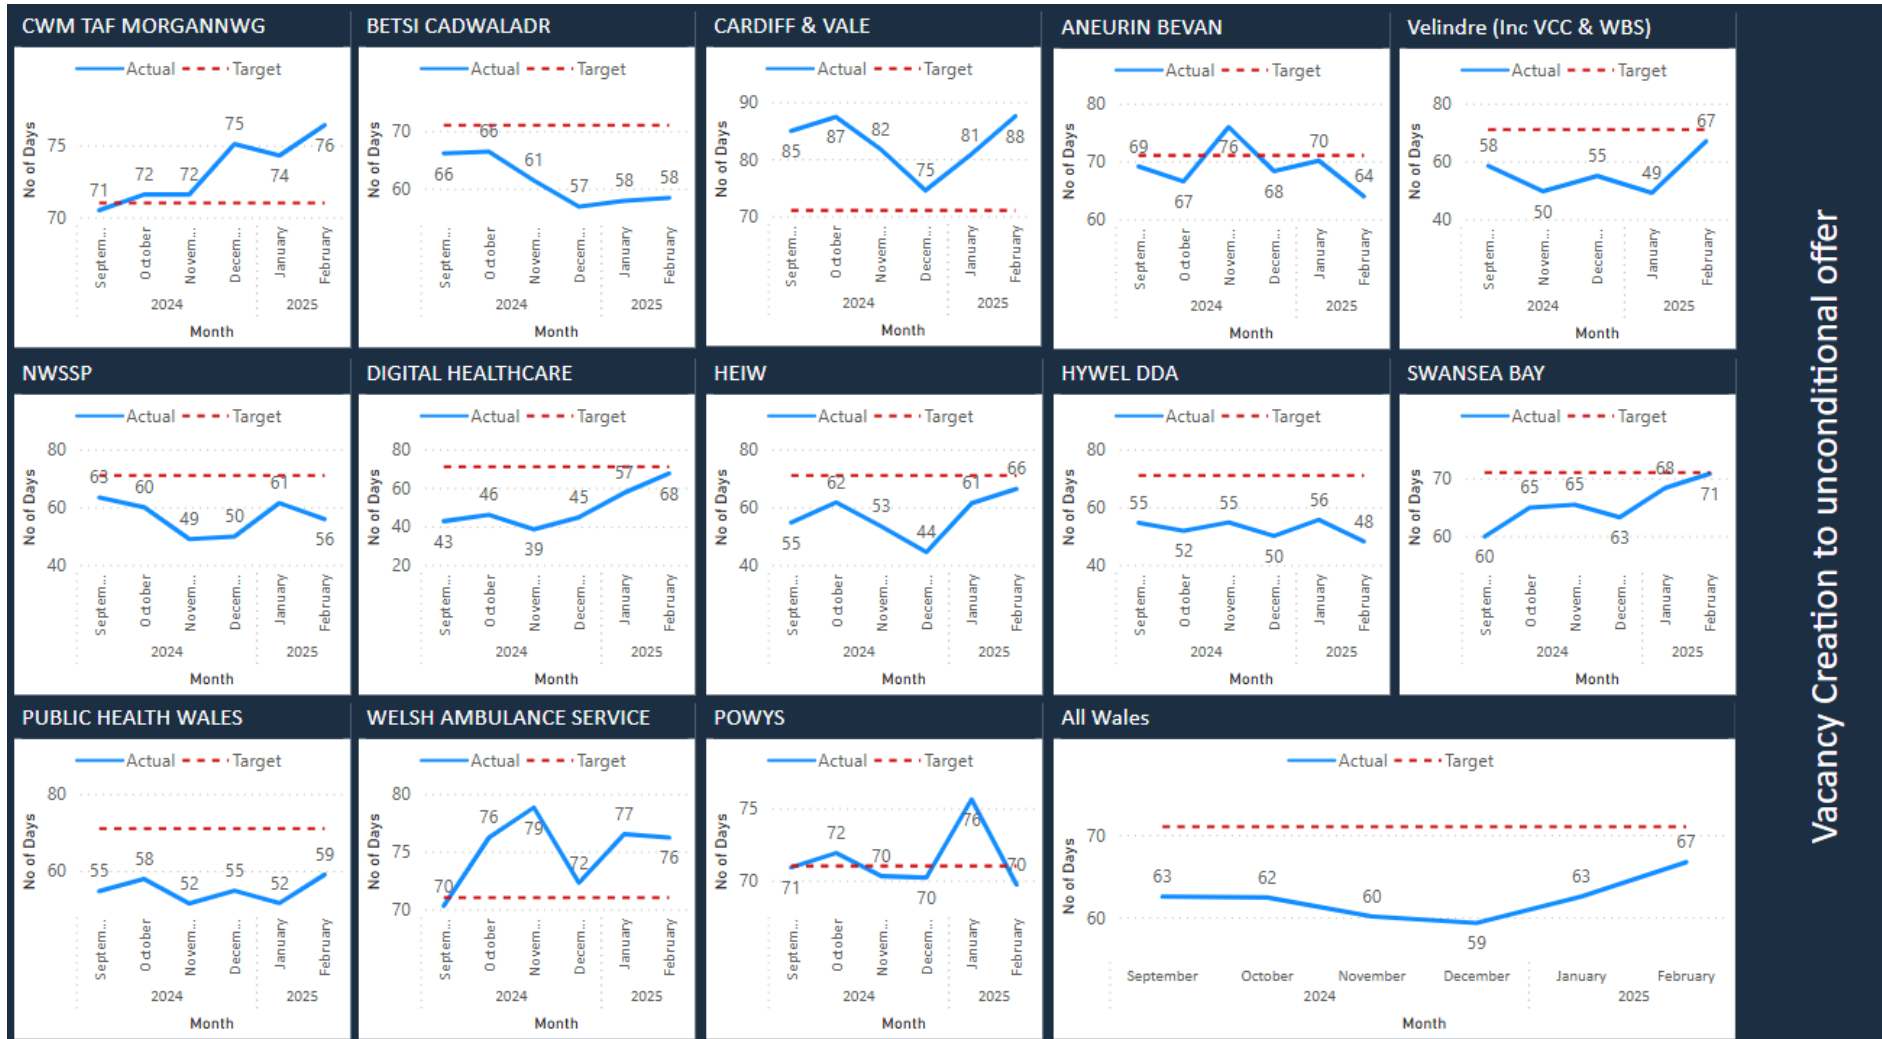 CWM TAF MORGANNWG
Actual Target
No of Days
75
70
71
72
72
75
74
76
Septem...
October
Novem...
Decem...
January
February
2024
2025
Month
BETSI CADWALADR
Actual Target
No of Days
70
60
66
66
61
57
58
58
Septem...
October
Novem...
Decem...
January
February
2024
2025
Month
CARDIFF & VALE
Actual Target
No of Days
90
80
70
85
87
82
75
81
88
Septem...
October
Novem...
Decem...
January
February
2024
2025
Month
ANEURIN BEVAN
Actual Target
No of Days
80
70
60
69
67
76
68
70
64
Septem...
October
Novem...
Decem...
January
February
2024
2025
Month
Velindre (Inc VCC & WBS)
Actual Target
No of Days
80
60
40
58
50
55
49
67
Septem...
Novem...
Decem...
January
February
2024
2025
Month
NWSSP
Actual Target
No of Days
80
60
40
63
60
49
50
61
56
Septem...
October
Novem...
Decem...
January
February
2024
2025
Month
DIGITAL HEALTHCARE
Actual Target
No of Days
80
60
40
20
43
46
39
45
57
68
Septem...
October
Novem...
Decem...
January
February
2024
2025
Month
HEIW
Actual Target
No of Days
80
60
40
55
62
53
44
61
66
Septem...
October
Novem...
Decem...
January
February
2024
2025
Month
HYWEL DDA
Actual Target
No of Days
80
60
40
55
52
55
50
56
48
Septem...
October
Novem...
Decem...
January
February
2024
2025
Month
SWANSEA BAY
Actual Target
No of Days
70
60
60
65
65
63
68
71
Septem...
October
Novem...
Decem...
January
February
2024
2025
Month
PUBLIC HEALTH WALES
Actual Target
No of Days
80
60
55
58
52
55
52
59
Septem...
October
Novem...
Decem...
January
February
2024
2025
Month
WELSH AMBULANCE SERVICE
Actual Target
No of Days
80
75
70
70
76
79
72
77
76
Septem...
October
Novem...
Decem...
January
February
2024
2025
Month
POWYS
Actual Target
No of Days
75
70
71
72
70
70
76
70
Septem...
October
Novem...
Decem...
January
February
2024
2025
Month
All Wales
Actual Target
No of Days
70
60
63
62
60
59
63
67
September
October
November
December
January
February
2024
2025
Month
Vacancy Creation to unconditional offer